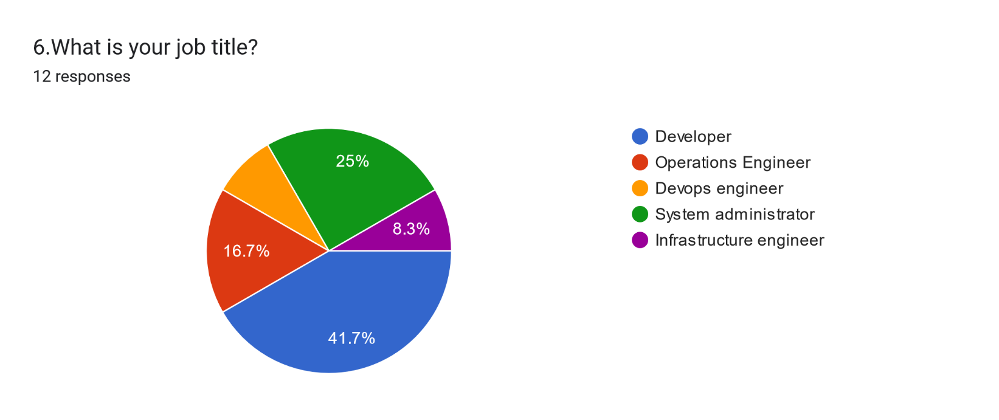 6.What is your job title?
12 responses
25%
8.3%
16.7%
41.7%
Developer
Operations Engineer
Devops engineer
System administrator
Infrastructure engineer